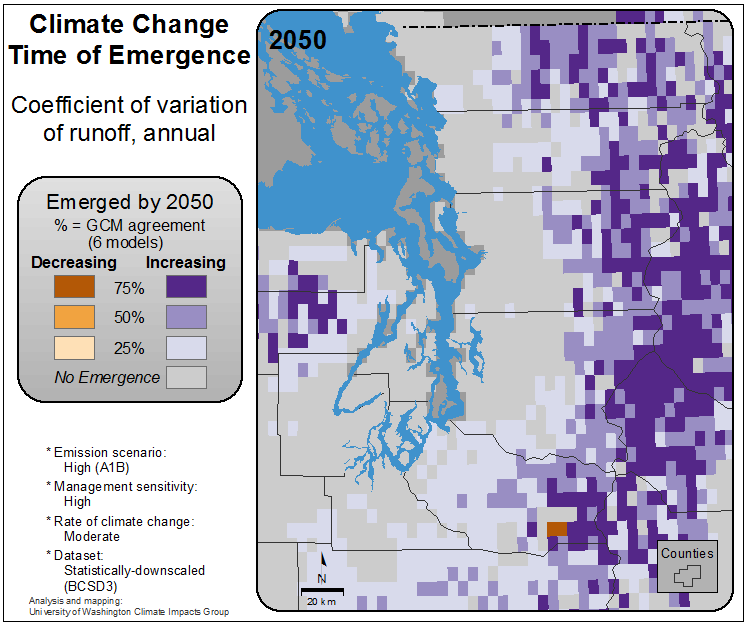 Climate Change
Time of Emergence
Coefficient of variation
of runoff, annual
Emerged by 2050
% = GCM agreement
(6 models)
Decreasing Increasing
75%
50%
25%
No Emergence
* Emission scenario:
High (A1B)
* Management sensitivity:
High
* Rate of climate change:
Moderate
* Dataset:
Statistically-downscaled
(BCSD3)
Analysis and mapping:
University of Washington Climate Impacts Group
2050
N
20 km
Counties